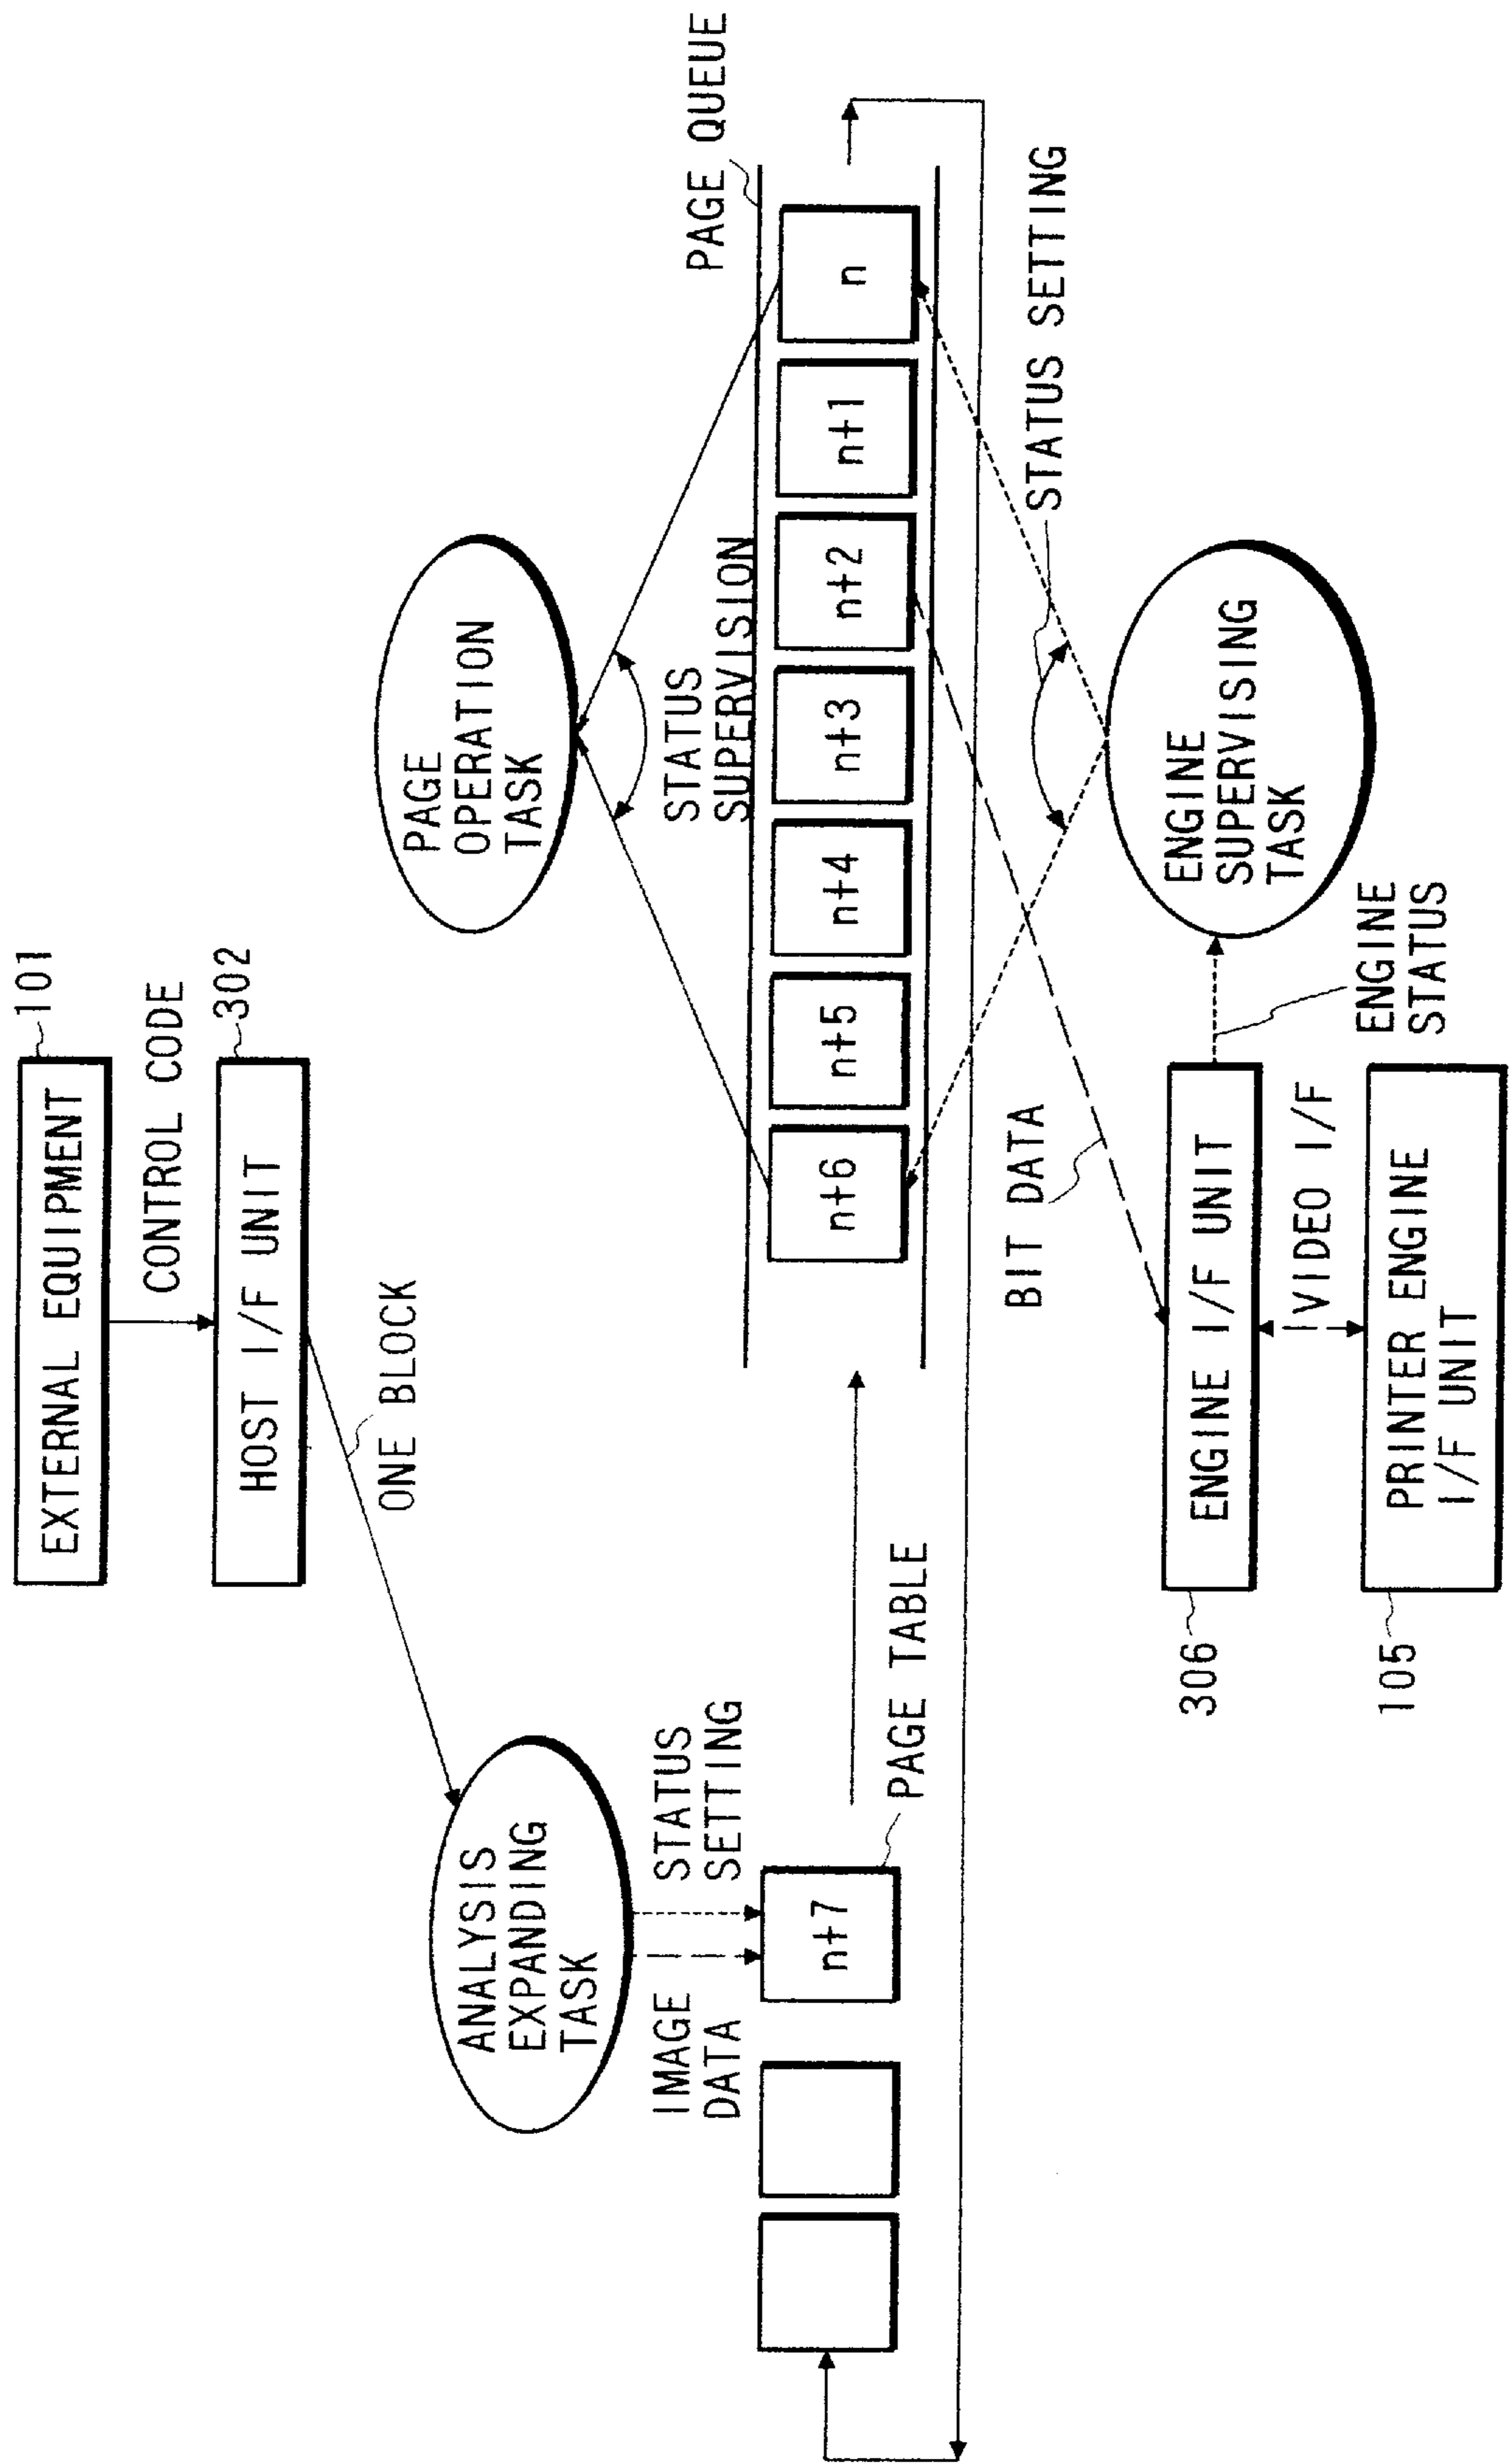 EXTERNAL EQUIPMENT
101
CONTROL CODE
HOST I/F UNIT
302
ONE BLOCK
ANALYSIS
EXPANDING
TASK
PAGE
OPERATION
TASK
IMAGE
DATA
STATUS
SETTING
STATUS
SUPERVISION
PAGE QUEUE
n+7
n+6
n+5
n+4
n+3
n+2
n+1
n
PAGE TABLE
BIT DATA
STATUS SETTING
306
ENGINE I/F UNIT
ENGINE
SUPERVISING
TASK
VIDEO I/F
ENGINE
STATUS
105
PRINTER ENGINE
I/F UNIT